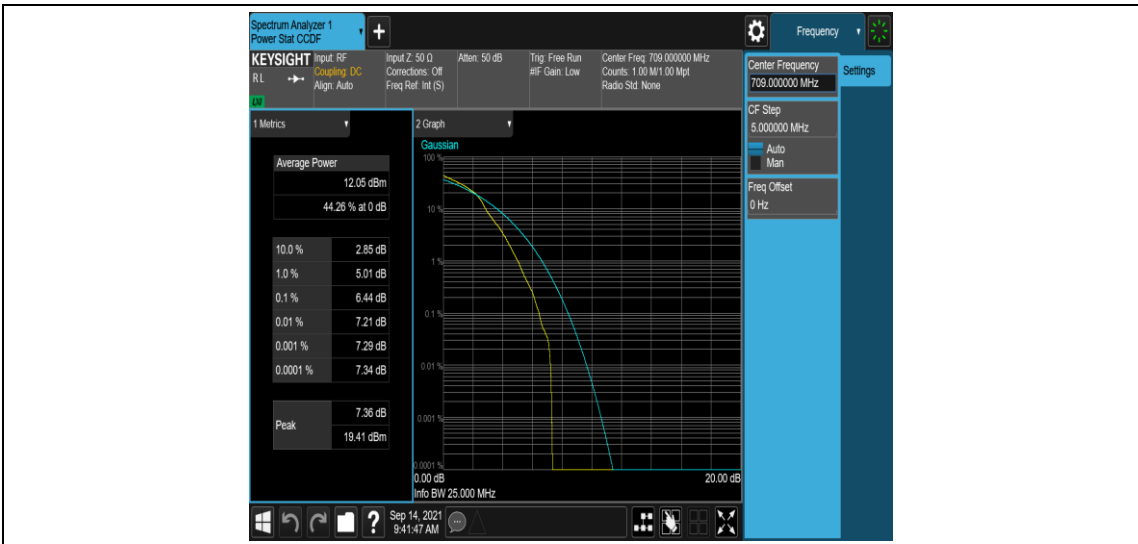 Spectrum Analyzer 1
Power Stat CCDF
+
Frequency
KEYSIGHT
RL
LXI
Input: RF
Coupling: DC
Align: Auto
Input Z: 50 Ω
Corrections: Off
Freq Ref: Int (S)
Atten: 50 dB
Trig: Free Run
#IF Gain: Low
Center Freq: 709.000000 MHz
Counts: 1.00 M/1.00 Mpt
Radio Std: None
Center Frequency
709.000000 MHz
Settings
CF Step
5.000000 MHz
Auto
Man
Freq Offset
0 Hz
1 Metrics
Average Power
12.05 dBm
44.26 % at 0 dB
10.0 % 2.85 dB
1.0 % 5.01 dB
0.1 % 6.44 dB
0.01 % 7.21 dB
0.001 % 7.29 dB
0.0001 % 7.34 dB
Peak
7.36 dB
19.41 dBm
2 Graph
Gaussian
100 %
10 %
1 %
0.1 %
0.01 %
0.001 %
0.0001 %
0.00 dB 20.00 dB
Info BW 25.000 MHz
?
Sep 14, 2021
9:41:47 AM